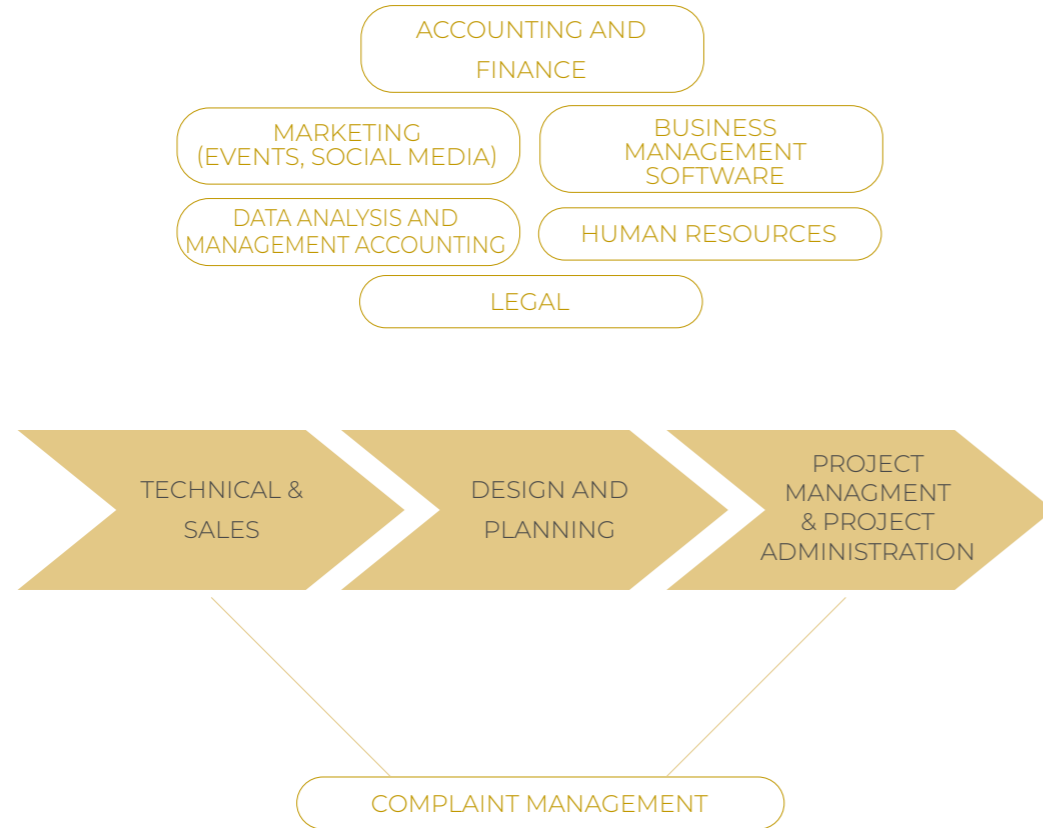 ACCOUNTING AND
FINANCE
MARKETING
(EVENTS, SOCIAL MEDIA)
BUSINESS
MANAGEMENT
SOFTWARE
DATA ANALYSIS AND
MANAGEMENT ACCOUNTING
HUMAN RESOURCES
LEGAL
TECHNICAL &
SALES
DESIGN AND
PLANNING
PROJECT
MANAGMENT
& PROJECT
ADMINISTRATION
COMPLAINT MANAGEMENT